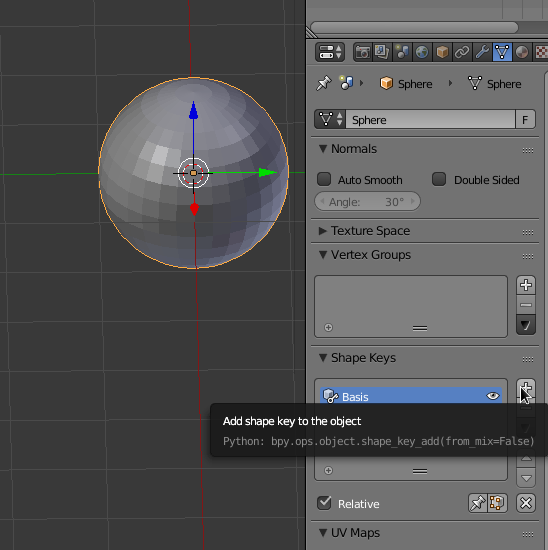 Sphere Sphere
Sphere F
Normals
Auto Smooth Double Sided
Angle: 30°
Texture Space
Vertex Groups
Shape Keys
Basis
Add shape key to the object
Python: bpy.ops.object.shape_key_add(from_mix=False)
Relative
UV Maps